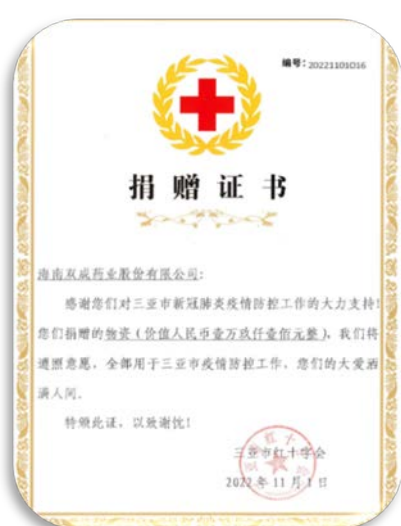 编号：20221101016
捐赠证书
海南双成药业股份有限公司:
感谢您们对三亚市新冠肺炎疫情防控工作的大力支持!
您们捐赠的物资(价值人民币壹万玖仟壹佰元整)，我们将
遵照意愿，全部用于三亚市疫情防控工作，您们的大爱洒
满人间。
特颁此证，以致谢忱!
三亚市红十字会
2022年11月1日